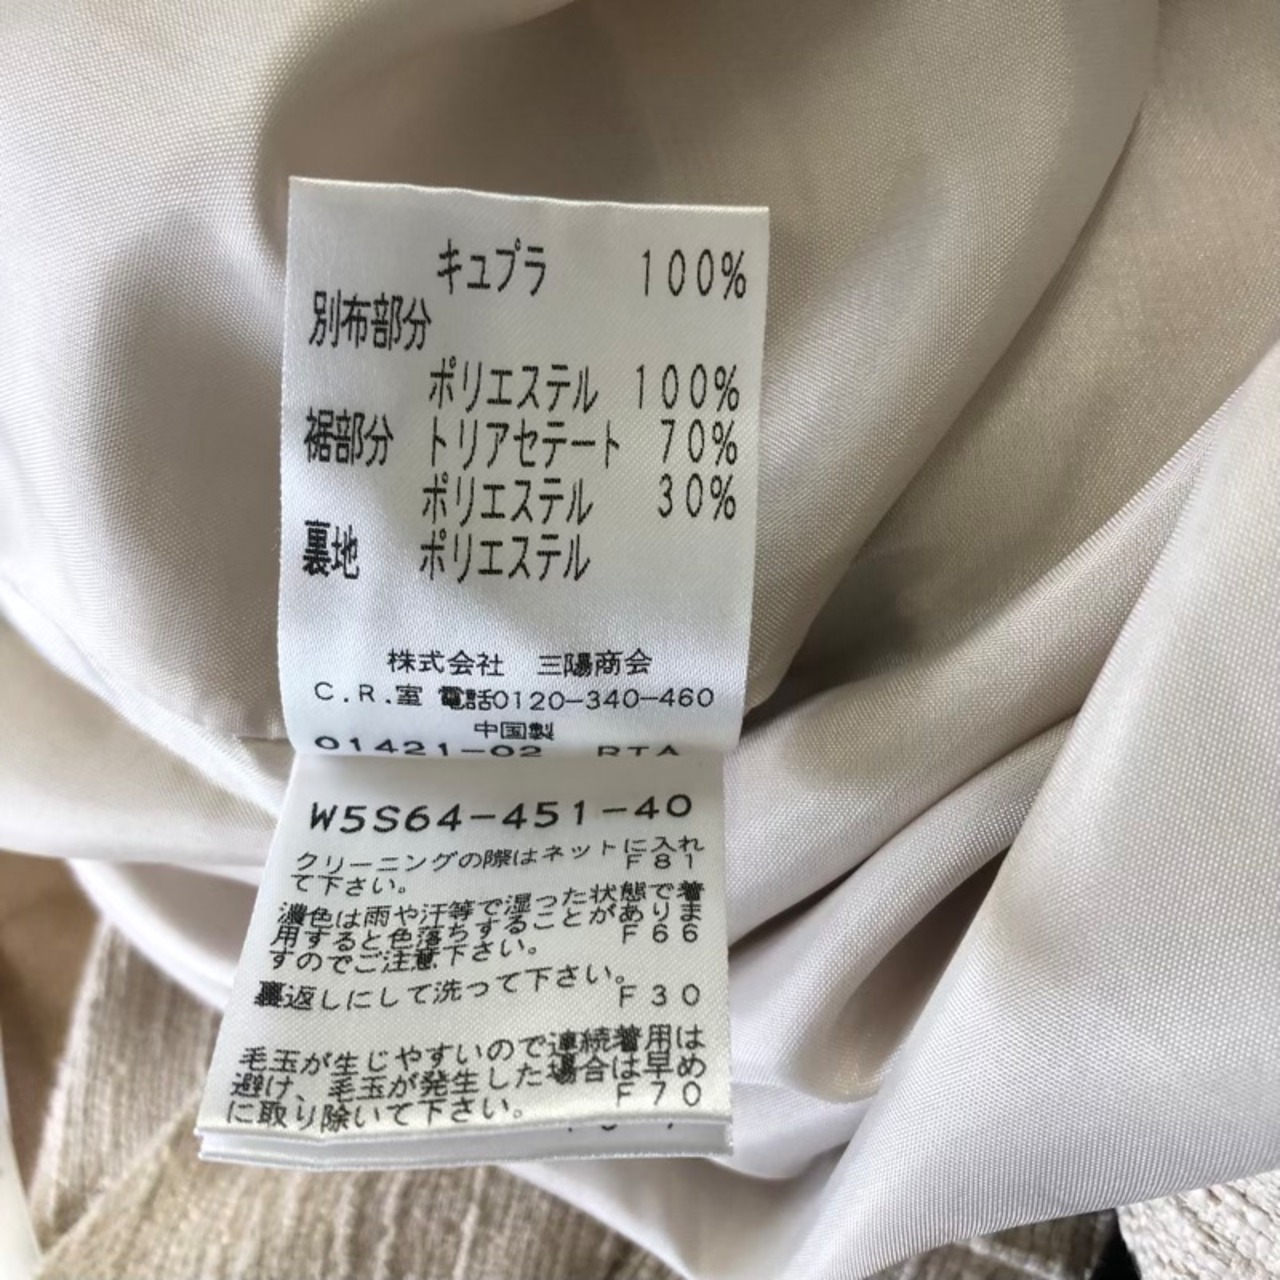 キュプラ 100%
別布部分
ポリエステル 100%
裾部分 トリアセテート 70%
ポリエステル 30%
裏地 ポリエステル
株式会社 三陽商会
C.R.室 電話0120-340-460
中国製
01421-02 RTA
W5S64-451-40
クリーニングの際はネットに入れ
て下さい。 F81
濃色は雨や汗等で湿った状態で着
用すると色落ちすることがありま
すのでご注意下さい。 F66
裏返しにして洗って下さい。
F30
毛玉が生じやすいので連続着用は
避け、毛玉が発生した場合は早め
に取り除いて下さい。 F70